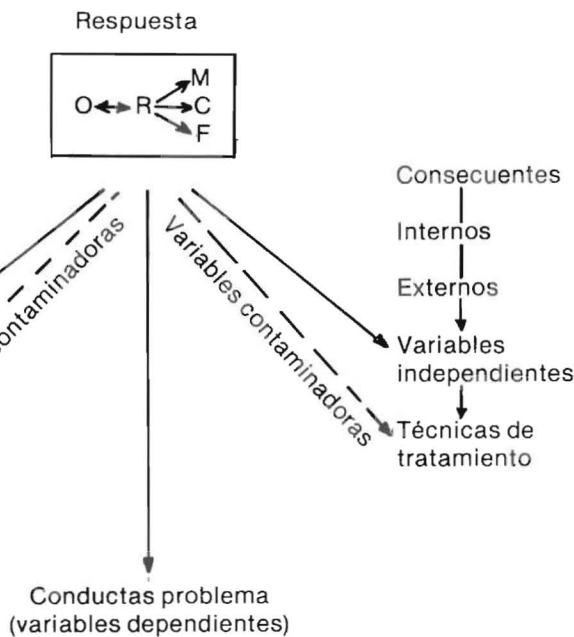 Respuesta
M
O R C
F
Consecuentes
Internos
Externos
Variables
independientes
Técnicas de
tratamiento
contaminadoras
Variables contaminadoras
Conductas problema
(variables dependientes)